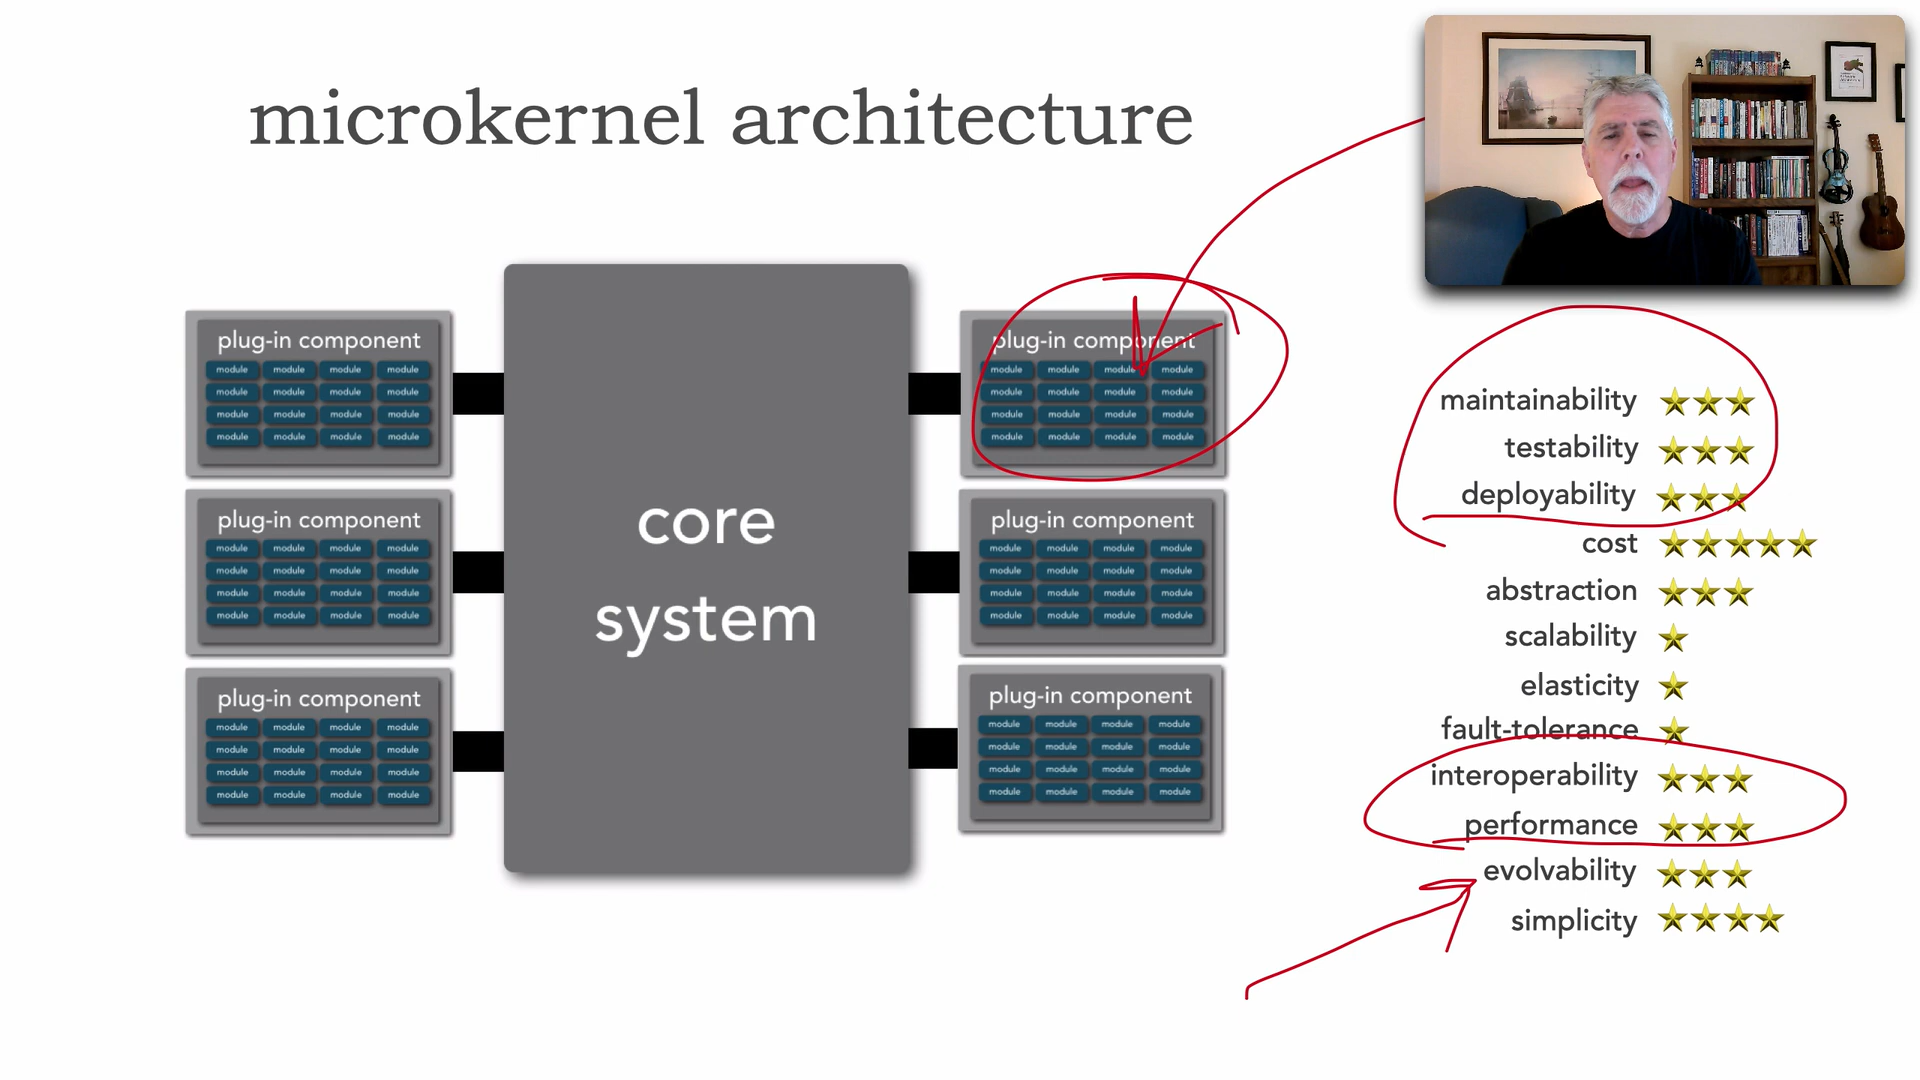 microkernel architecture
plug-in component
module module module module
module module module module
module module module module
module module module module
plug-in component
module module module module
module module module module
module module module module
module module module module
plug-in component
module module module module
module module module module
module module module module
module module module module
core
system
plug-in component
module module module module
module module module module
module module module module
module module module module
plug-in component
module module module module
module module module module
module module module module
module module module module
plug-in component
module module module module
module module module module
module module module module
module module module module
maintainability
testability
deployability
cost
abstraction
scalability
elasticity
fault-tolerance
interoperability
performance
evolvability
simplicity